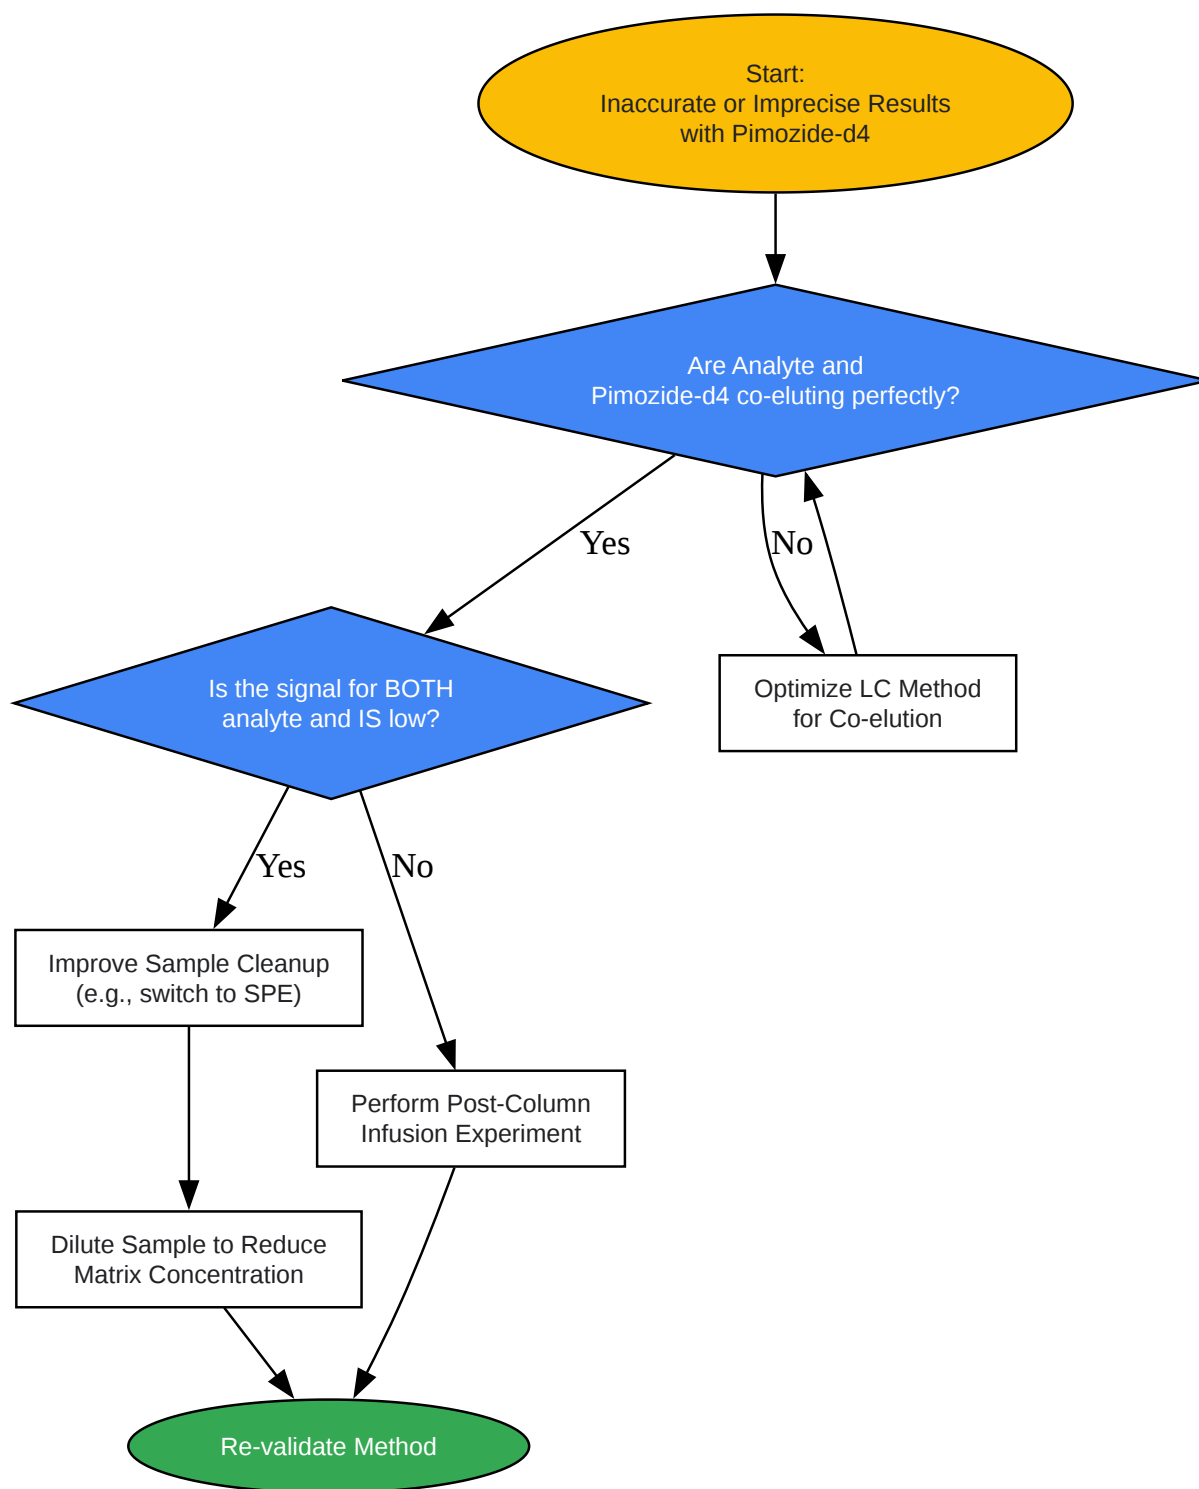 Start:
Inaccurate or Imprecise Results
with Pimozide-d4
Are Analyte and
Pimozide-d4 co-eluting perfectly?
Yes
No
Is the signal for BOTH
analyte and IS low?
Optimize LC Method
for Co-elution
Yes
No
Improve Sample Cleanup
(e.g., switch to SPE)
Perform Post-Column
Infusion Experiment
Dilute Sample to Reduce
Matrix Concentration
Re-validate Method